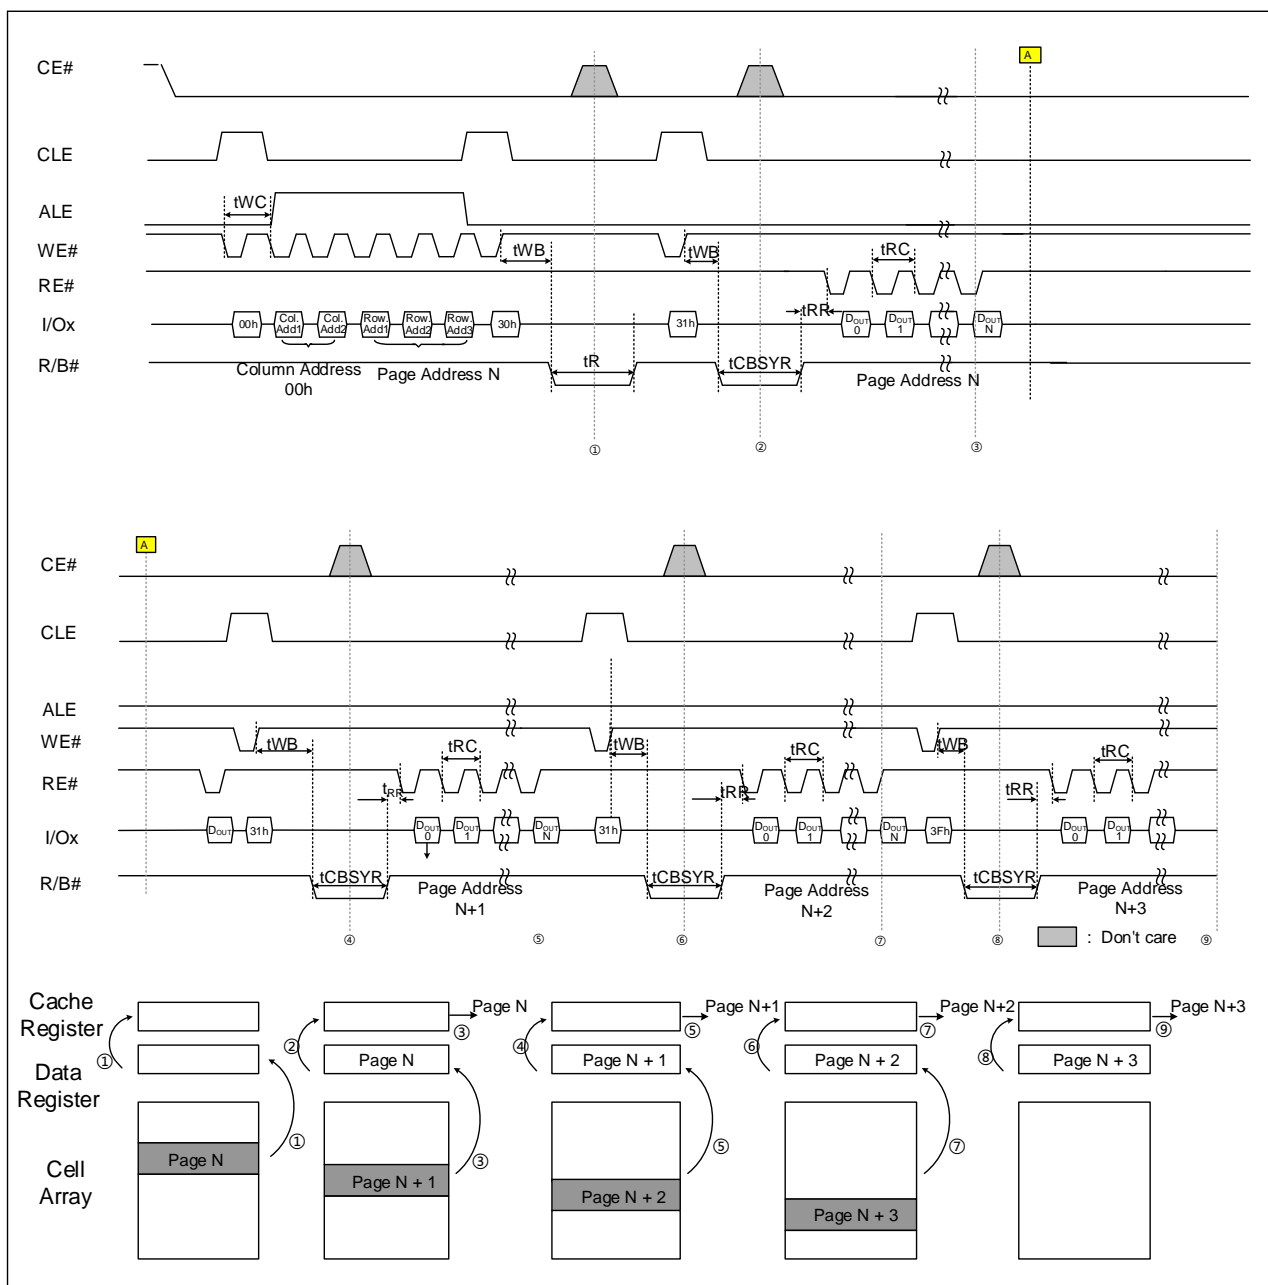 A
CE#
CLE
ALE
tWC
WE#
tWB
tWB
tRC
RE#
tRR
I/Ox
00h
Col. Add1
Col. Add2
Row. Add1
Row. Add2
Row. Add3
30h
31h
DOUT 0
DOUT 1
DOUT N
R/B#
Column Address 00h
Page Address N
tR
tCBSYR
Page Address N
①
②
③
A
CE#
CLE
ALE
WE#
tWB
tRC
tWB
tRC
tWB
tRC
RE#
tRR
tRR
tRR
I/Ox
DOUT
31h
DOUT 0
DOUT 1
DOUT N
31h
DOUT 0
DOUT 1
DOUT N
3Fh
DOUT 0
DOUT 1
R/B#
tCBSYR
Page Address N+1
tCBSYR
Page Address N+2
tCBSYR
Page Address N+3
④
⑤
⑥
⑦
⑧
: Don't care
⑨
Cache Register
Data Register
Cell Array
①
①
Page N
②
③
Page N
Page N
③
Page N + 1
④
⑤
Page N+1
Page N + 1
⑤
Page N + 2
⑥
⑦
Page N+2
Page N + 2
⑦
Page N + 3
⑧
⑨
Page N+3
Page N + 3